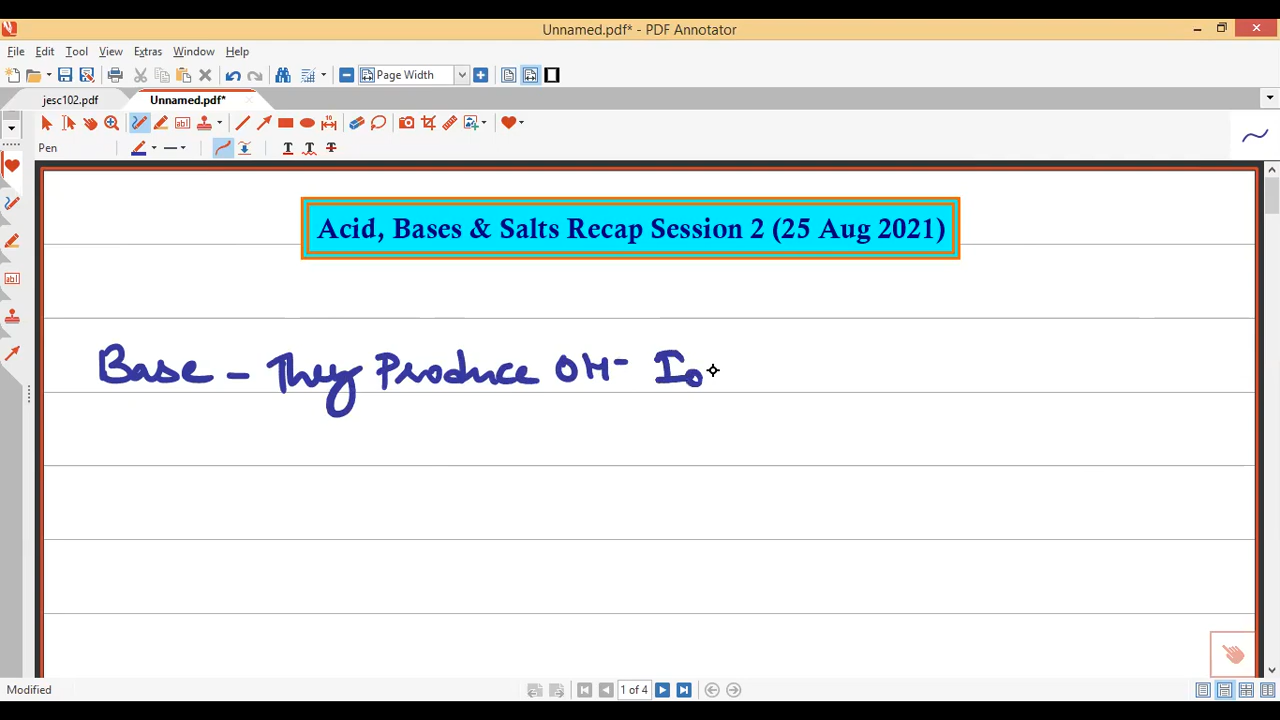 Unnamed.pdf* - PDF Annotator
File Edit Tool View Extras Window Help
Page Width
jesc102.pdf Unnamed.pdf*
Pen
Acid, Bases & Salts Recap Session 2 (25 Aug 2021)
Base - They Produce OH- Io
Modified
1 of 4